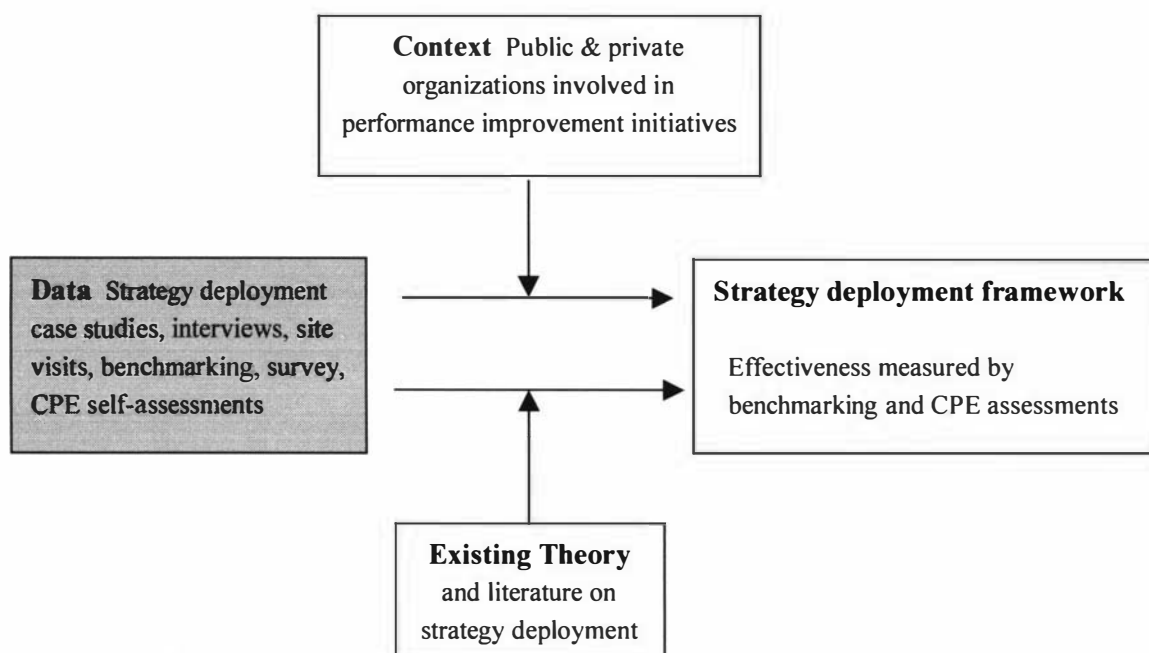 Context Public & private
organizations involved in
performance improvement initiatives
Data Strategy deployment
case studies, interviews, site
visits, benchmarking, survey,
CPE self-assessments
Strategy deployment framework
Effectiveness measured by
benchmarking and CPE assessments
Existing Theory
and literature on
strategy deployment